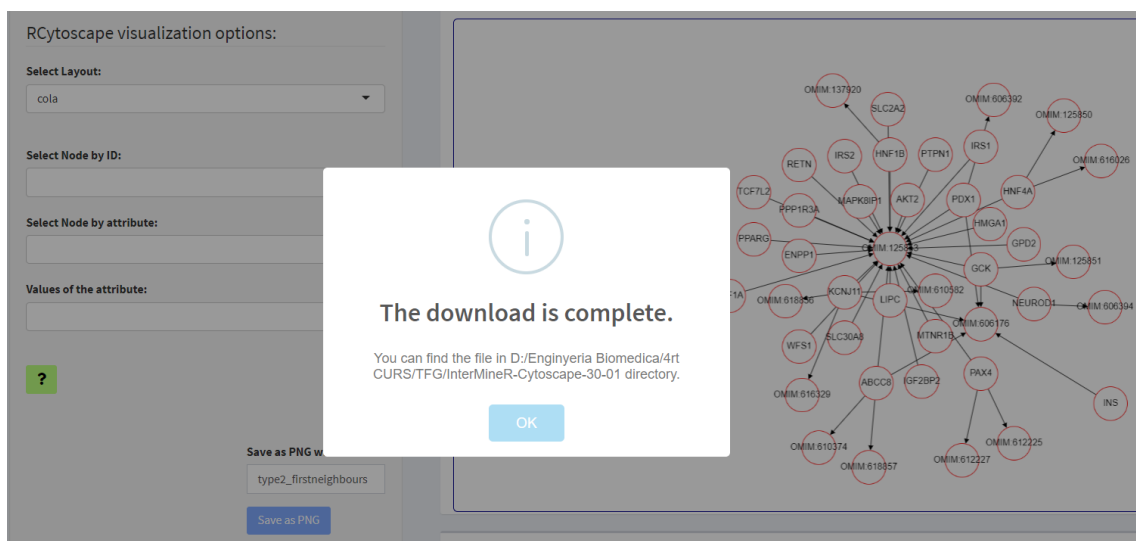 RCytoscape visualization options:
Select Layout:
cola
Select Node by ID:
Select Node by attribute:
Values of the attribute:
?
Save as PNG w
type2_firstneighbours
Save as PNG
i
The download is complete.
You can find the file in D:/Enginyeria Biomedica/4rt
CURS/TFG/InterMineR-Cytoscape-30-01 directory.
OK
OMIM:137920
SLC2A2
OMIM:606392
OMIM:125850
HNF1B
PTPN1
IRS1
IRS2
RETN
OMIM:616026
TCF7L2
MAPK8IP1
AKT2
PDX1
HNF4A
PPP1R3A
HMGA1
PPARG
GPD2
ENPP1
OMIM:125851
GCK
F1A
KCNJ11
LIPC
OMIM:610582
NEUROD1
OMIM:606394
OMIM:606176
WFS1
SLC30A8
MTNR1B
ABCC8
IGF2BP2
PAX4
OMIM:616329
INS
OMIM:610374
OMIM:612225
OMIM:618857
OMIM:612227